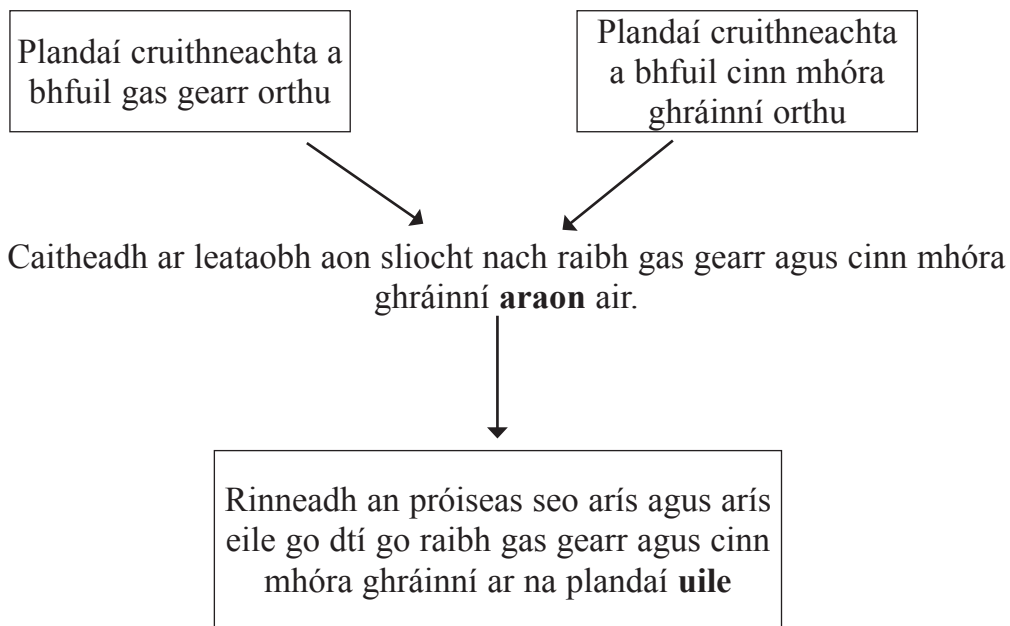 Plandaí cruithneachta a
bhfuil gas gearr orthu
Plandaí cruithneachta
a bhfuil cinn mhóra
ghráinní orthu
Caitheadh ar leataobh aon sliocht nach raibh gas gearr agus cinn mhóra
ghráinní araon air.
Rinneadh an próiseas seo arís agus arís
eile go dtí go raibh gas gearr agus cinn
mhóra ghráinní ar na plandaí uile